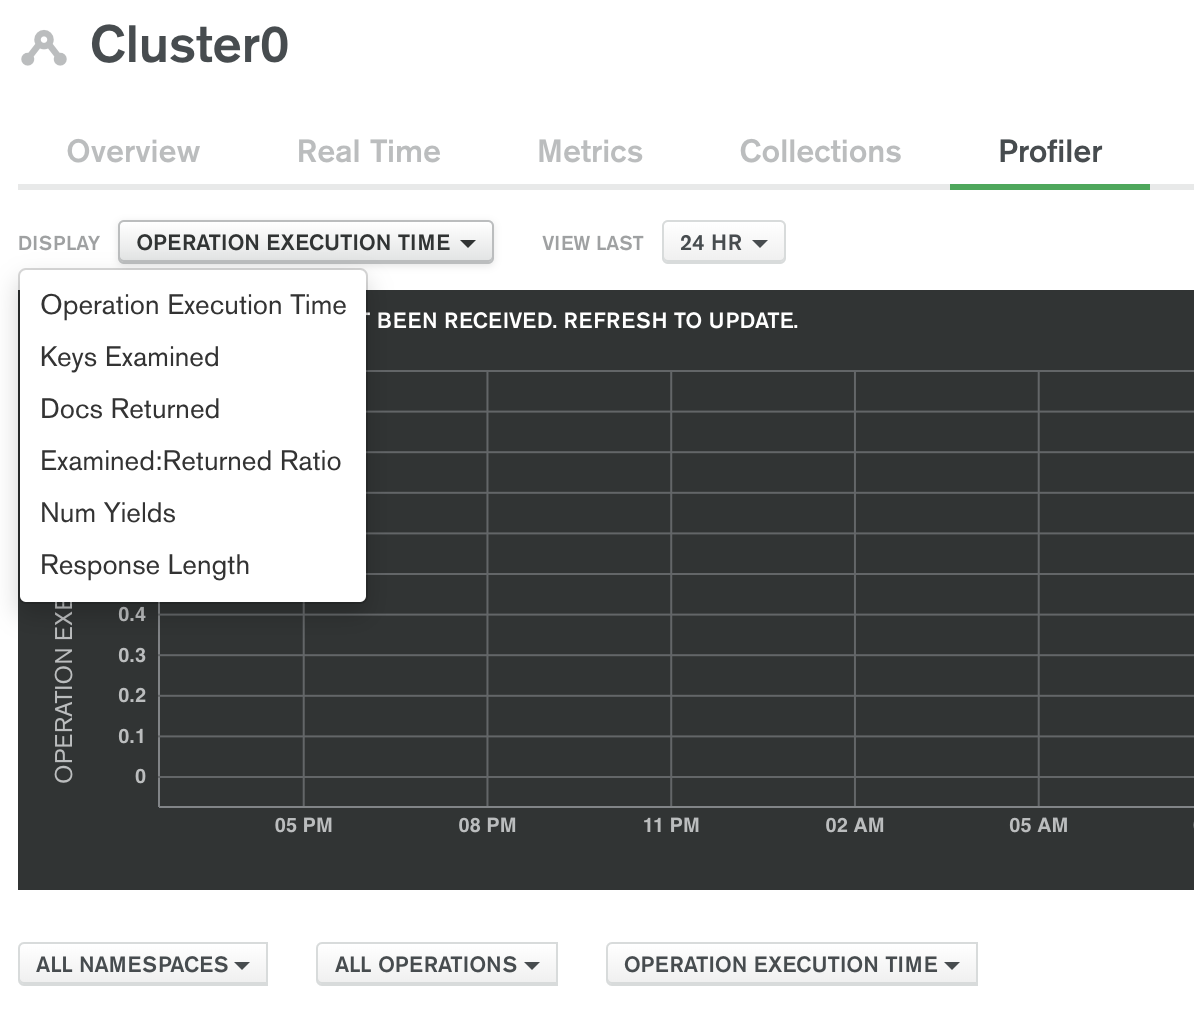 Cluster0
Overview Real Time Metrics Collections Profiler
DISPLAY OPERATION EXECUTION TIME VIEW LAST 24 HR
Operation Execution Time
Keys Examined
Docs Returned
Examined:Returned Ratio
Num Yields
Response Length
BEEN RECEIVED. REFRESH TO UPDATE.
OPERATION
0.4
0.3
0.2
0.1
0
05 PM 08 PM 11 PM 02 AM 05 AM
ALL NAMESPACES ALL OPERATIONS OPERATION EXECUTION TIME